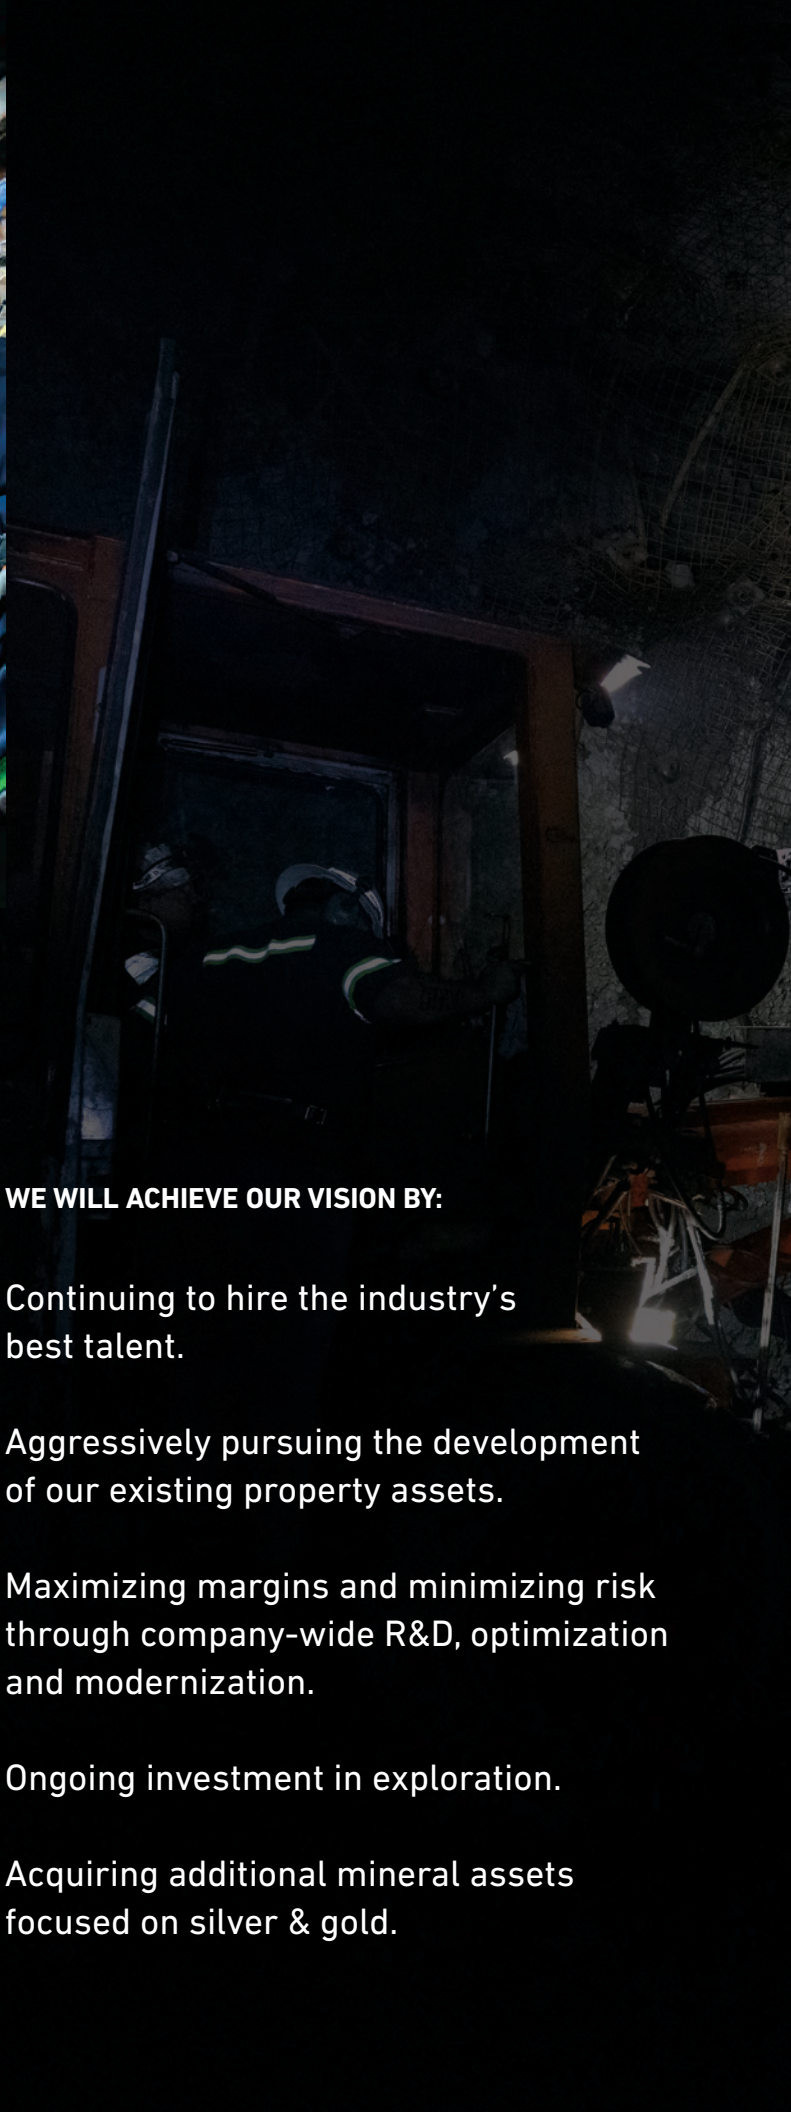 WE WILL ACHIEVE OUR VISION BY:
Continuing to hire the industry’s
best talent.
Aggressively pursuing the development
of our existing property assets.
Maximizing margins and minimizing risk
through company-wide R&D, optimization
and modernization.
Ongoing investment in exploration.
Acquiring additional mineral assets
focused on silver & gold.